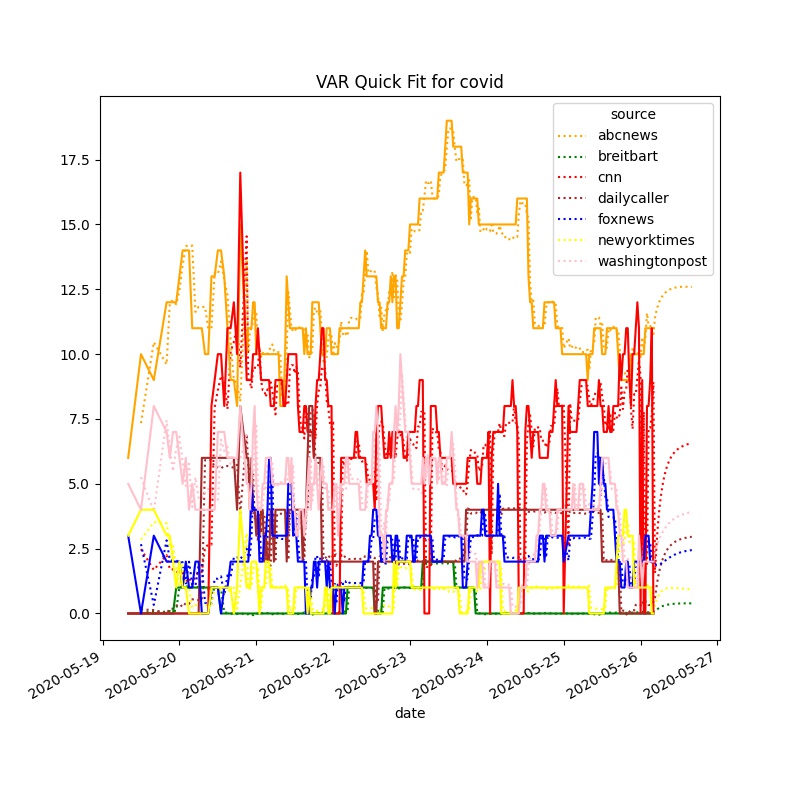 VAR Quick Fit for covid
source
abcnews
breitbart
cnn
dailycaller
foxnews
newyorktimes
washingtonpost
17.5
15.0
12.5
10.0
7.5
5.0
2.5
0.0
2020-05-19
2020-05-20
2020-05-21
2020-05-22
2020-05-23
2020-05-24
2020-05-25
2020-05-26
2020-05-27
date